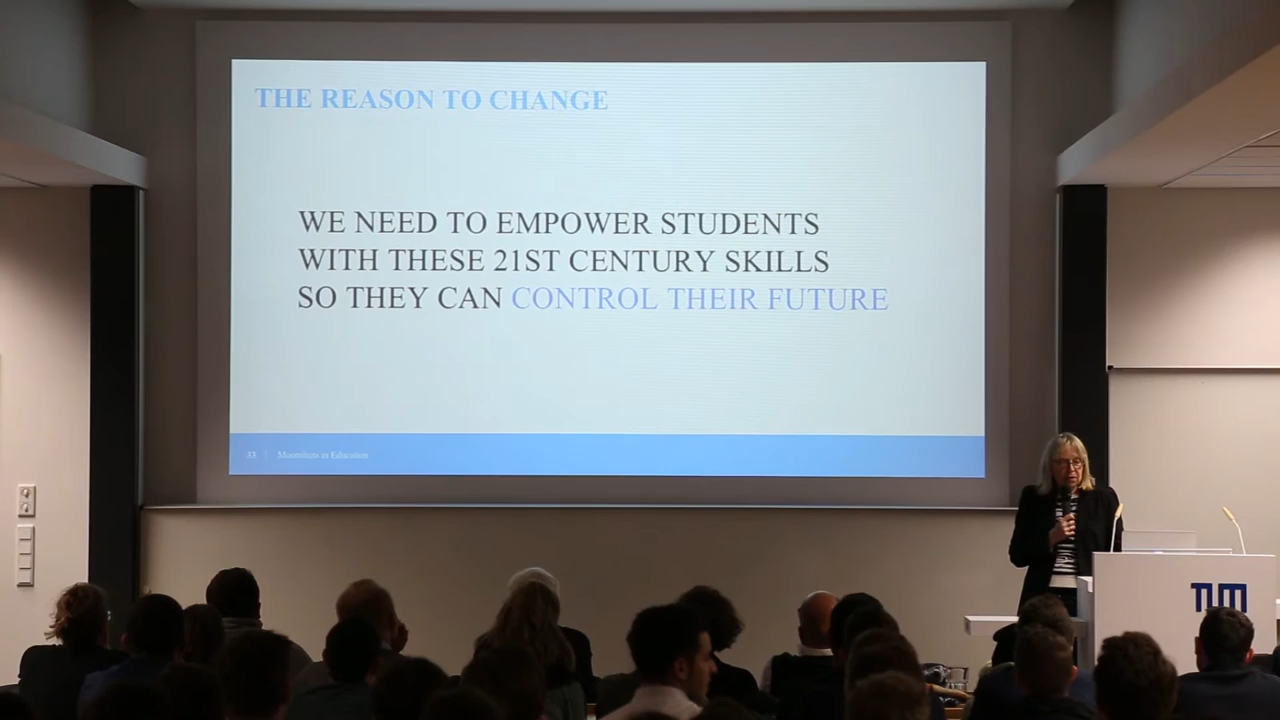 THE REASON TO CHANGE
WE NEED TO EMPOWER STUDENTS
WITH THESE 21ST CENTURY SKILLS
SO THEY CAN CONTROL THEIR FUTURE
33 | Moonshots in Education
TUM